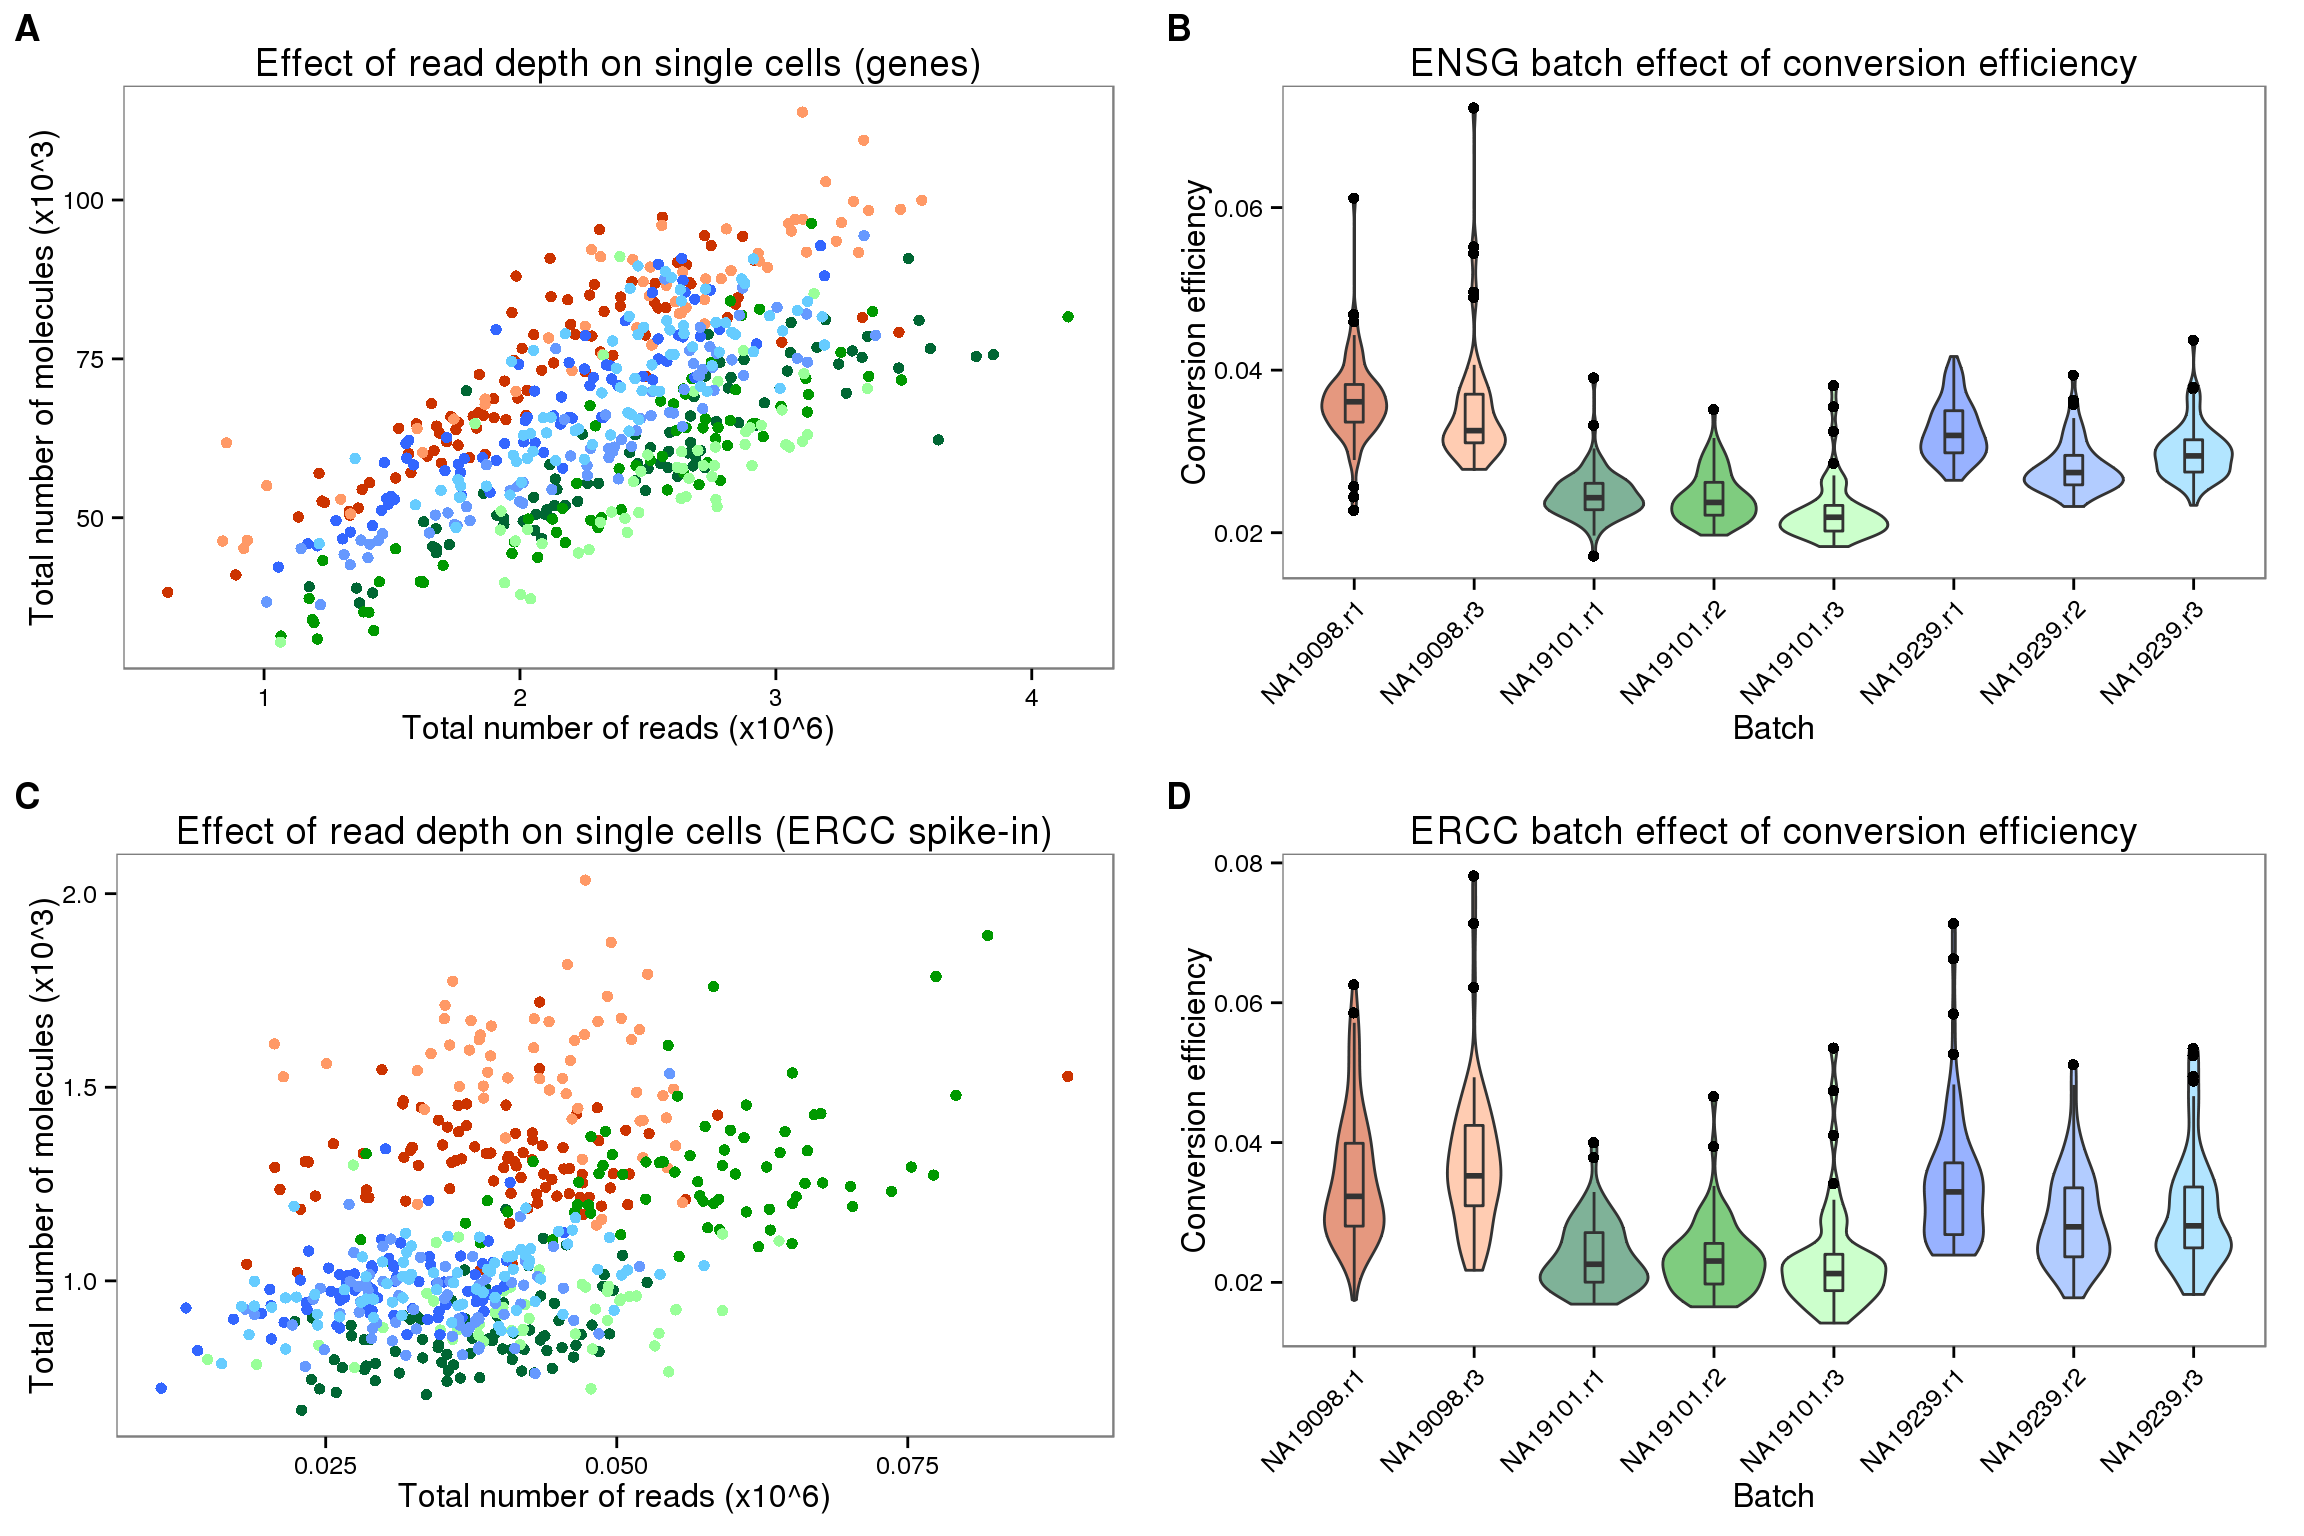 A
Effect of read depth on single cells (genes)
Total number of molecules (x10^3)
100
75
50
1 2 3 4
Total number of reads (x10^6)
B
ENSG batch effect of conversion efficiency
Conversion efficiency
0.06
0.04
0.02
NA19098.r1 NA19098.r3 NA19101.r1 NA19101.r2 NA19101.r3 NA19239.r1 NA19239.r2 NA19239.r3
Batch
C
Effect of read depth on single cells (ERCC spike-in)
Total number of molecules (x10^3)
2.0
1.5
1.0
0.025 0.050 0.075
Total number of reads (x10^6)
D
ERCC batch effect of conversion efficiency
Conversion efficiency
0.08
0.06
0.04
0.02
NA19098.r1 NA19098.r3 NA19101.r1 NA19101.r2 NA19101.r3 NA19239.r1 NA19239.r2 NA19239.r3
Batch